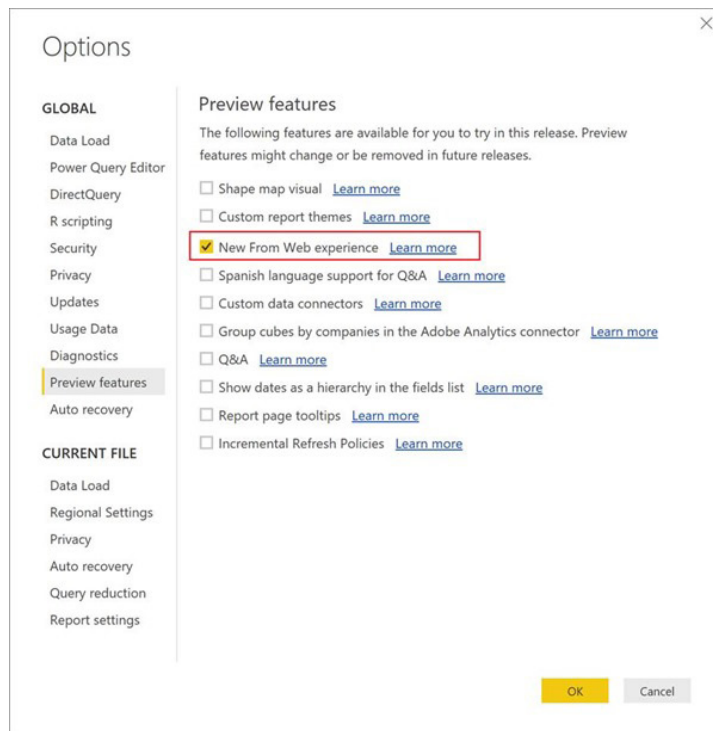 Options
GLOBAL
Data Load
Power Query Editor
DirectQuery
R scripting
Security
Privacy
Updates
Usage Data
Diagnostics
Preview features
Auto recovery
CURRENT FILE
Data Load
Regional Settings
Privacy
Auto recovery
Query reduction
Report settings
Preview features
The following features are available for you to try in this release. Preview
features might change or be removed in future releases.
Shape map visual Learn more
Custom report themes Learn more
New From Web experience Learn more
Spanish language support for Q&A Learn more
Custom data connectors Learn more
Group cubes by companies in the Adobe Analytics connector Learn more
Q&A Learn more
Show dates as a hierarchy in the fields list Learn more
Report page tooltips Learn more
Incremental Refresh Policies Learn more
OK Cancel